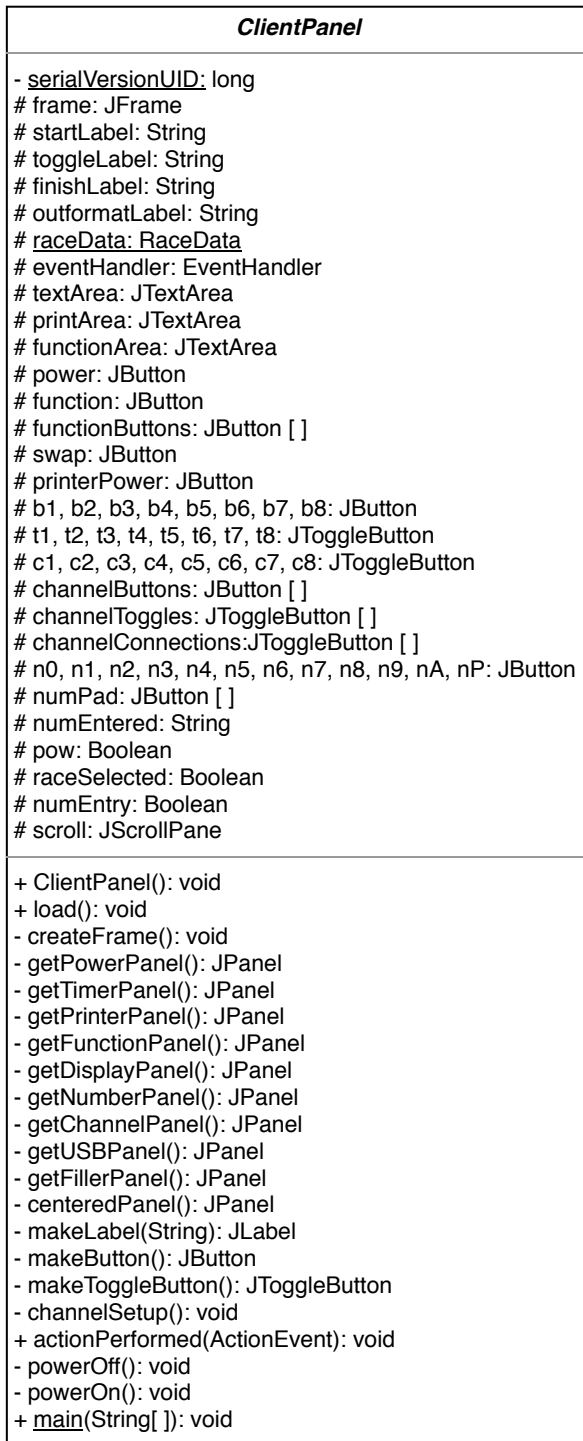 ClientPanel
- serialVersionUID: long
# frame: JFrame
# startLabel: String
# toggleLabel: String
# finishLabel: String
# outformatLabel: String
# raceData: RaceData
# eventHandler: EventHandler
# textArea: JTextArea
# printArea: JTextArea
# functionArea: JTextArea
# power: JButton
# function: JButton
# functionButtons: JButton [ ]
# swap: JButton
# printerPower: JButton
# b1, b2, b3, b4, b5, b6, b7, b8: JButton
# t1, t2, t3, t4, t5, t6, t7, t8: JToggleButton
# c1, c2, c3, c4, c5, c6, c7, c8: JToggleButton
# channelButtons: JButton [ ]
# channelToggles: JToggleButton [ ]
# channelConnections:JToggleButton [ ]
# n0, n1, n2, n3, n4, n5, n6, n7, n8, n9, nA, nP: JButton
# numPad: JButton [ ]
# numEntered: String
# pow: Boolean
# raceSelected: Boolean
# numEntry: Boolean
# scroll: JScrollPane
+ ClientPanel(): void
+ load(): void
- createFrame(): void
- getPowerPanel(): JPanel
- getTimerPanel(): JPanel
- getPrinterPanel(): JPanel
- getFunctionPanel(): JPanel
- getDisplayPanel(): JPanel
- getNumberPanel(): JPanel
- getChannelPanel(): JPanel
- getUSBPanel(): JPanel
- getFillerPanel(): JPanel
- centeredPanel(): JPanel
- makeLabel(String): JLabel
- makeButton(): JButton
- makeToggleButton(): JToggleButton
- channelSetup(): void
+ actionPerformed(ActionEvent): void
- powerOff(): void
- powerOn(): void
+ main(String[ ]): void